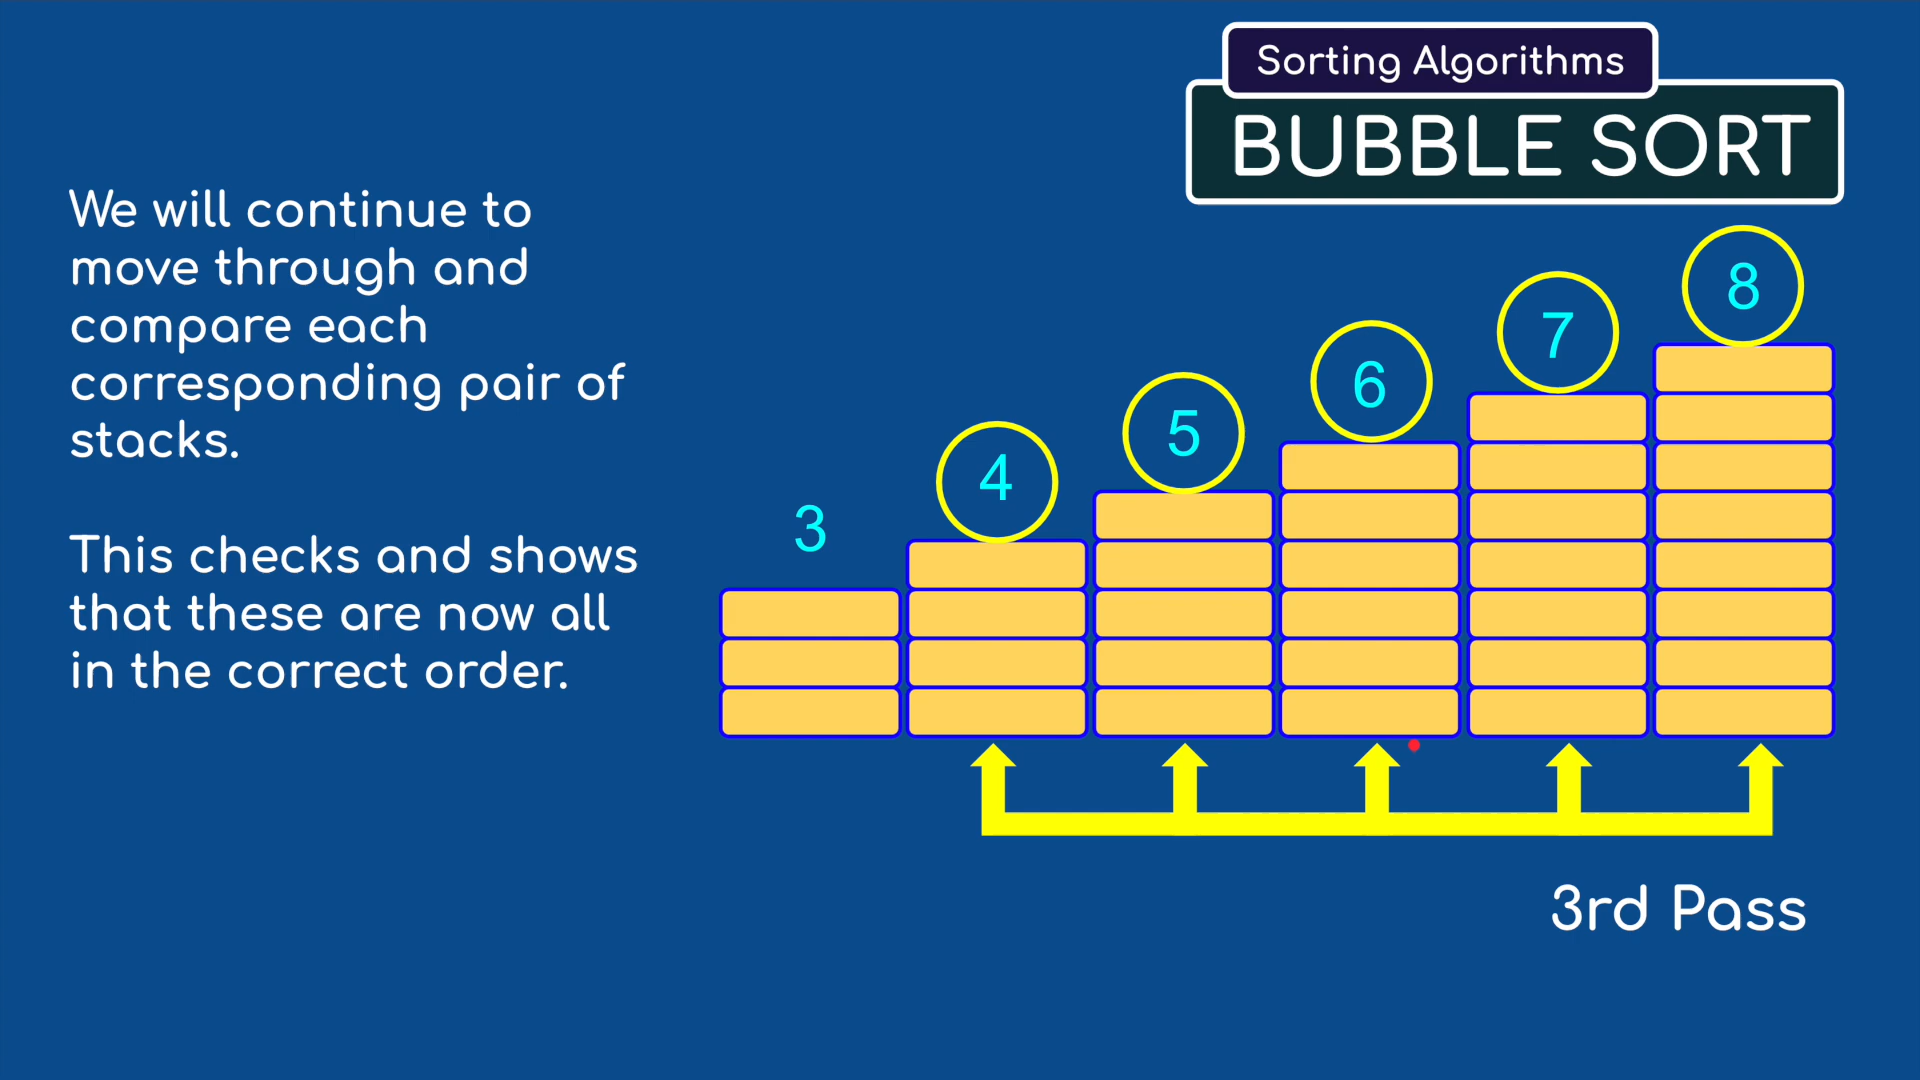 Sorting Algorithms
BUBBLE SORT
We will continue to
move through and
compare each
corresponding pair of
stacks.
This checks and shows
that these are now all
in the correct order.
3
4
5
6
7
8
3rd Pass